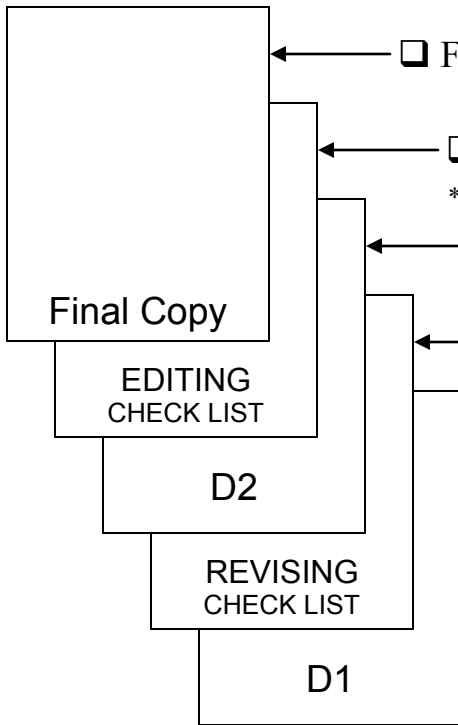 ❑ F
❑
*
Final Copy
EDITING
CHECK LIST
D2
REVISING
CHECK LIST
D1